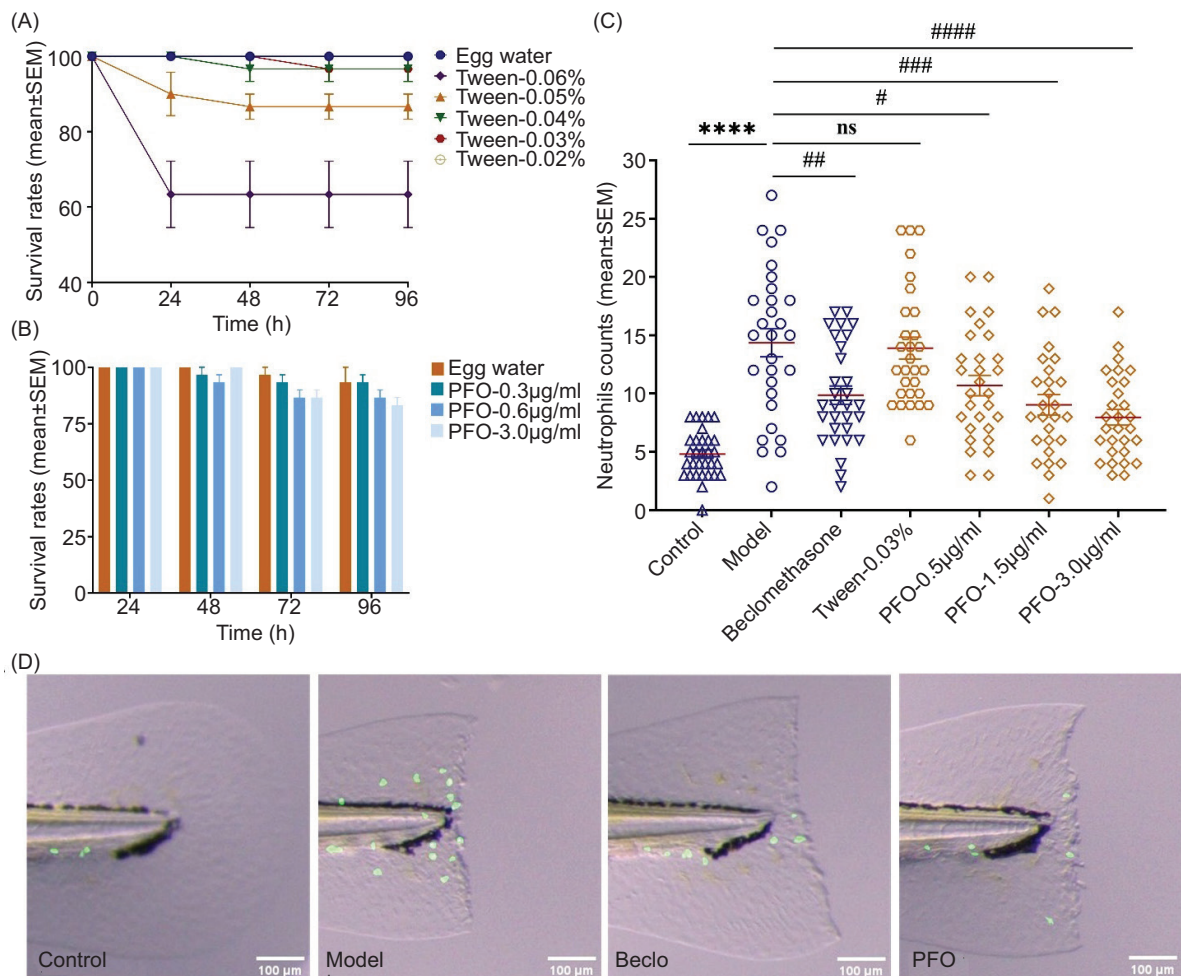 (A)
Survival rates (mean±SEM)
100
80
60
40
0
24
48
72
96
Time (h)
Egg water
Tween-0.06%
Tween-0.05%
Tween-0.04%
Tween-0.03%
Tween-0.02%
(B)
Survival rates (mean±SEM)
100
75
50
25
0
24
48
72
96
Time (h)
Egg water
PFO-0.3µg/ml
PFO-0.6µg/ml
PFO-3.0µg/ml
(C)
####
###
#
**** ns
##
Neutrophils counts (mean±SEM)
30
25
20
15
10
5
0
Control
Model
Beclomethasone
Tween-0.03%
PFO-0.5µg/ml
PFO-1.5µg/ml
PFO-3.0µg/ml
(D)
Control
100 µm
Model
100 µm
Beclo
100 µm
PFO
100 µm